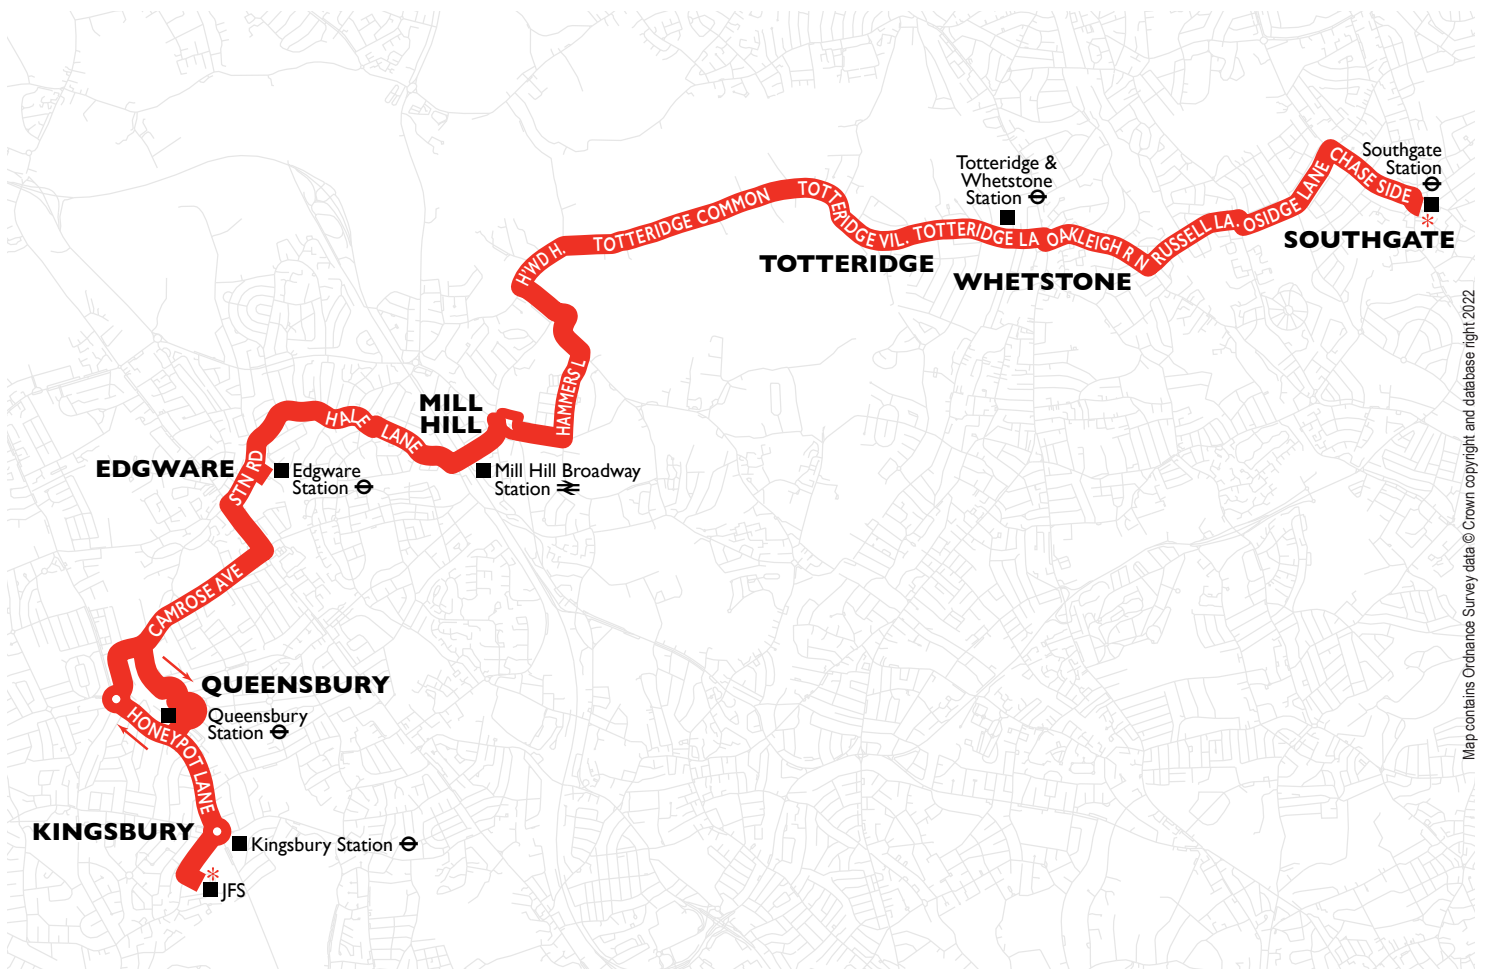 Southgate
Station
CHASE SIDE
SOUTHGATE
OSIDGE LANE
RUSSELL LA.
OAKLEIGH R N
Totteridge &
Whetstone
Station
WHETSTONE
TOTTERIDGE LA
TOTTERIDGE VIL.
TOTTERIDGE
TOTTERIDGE COMMON
H'WD H.
HAMMERS L
MILL
HILL
Mill Hill Broadway
Station
HALE LANE
EDGWARE
STN RD
Edgware
Station
CAMROSE AVE
QUEENSBURY
Queensbury
Station
HONEYPOT LANE
KINGSBURY
Kingsbury Station
*
JFS
*
Map contains Ordnance Survey data © Crown copyright and database right 2022